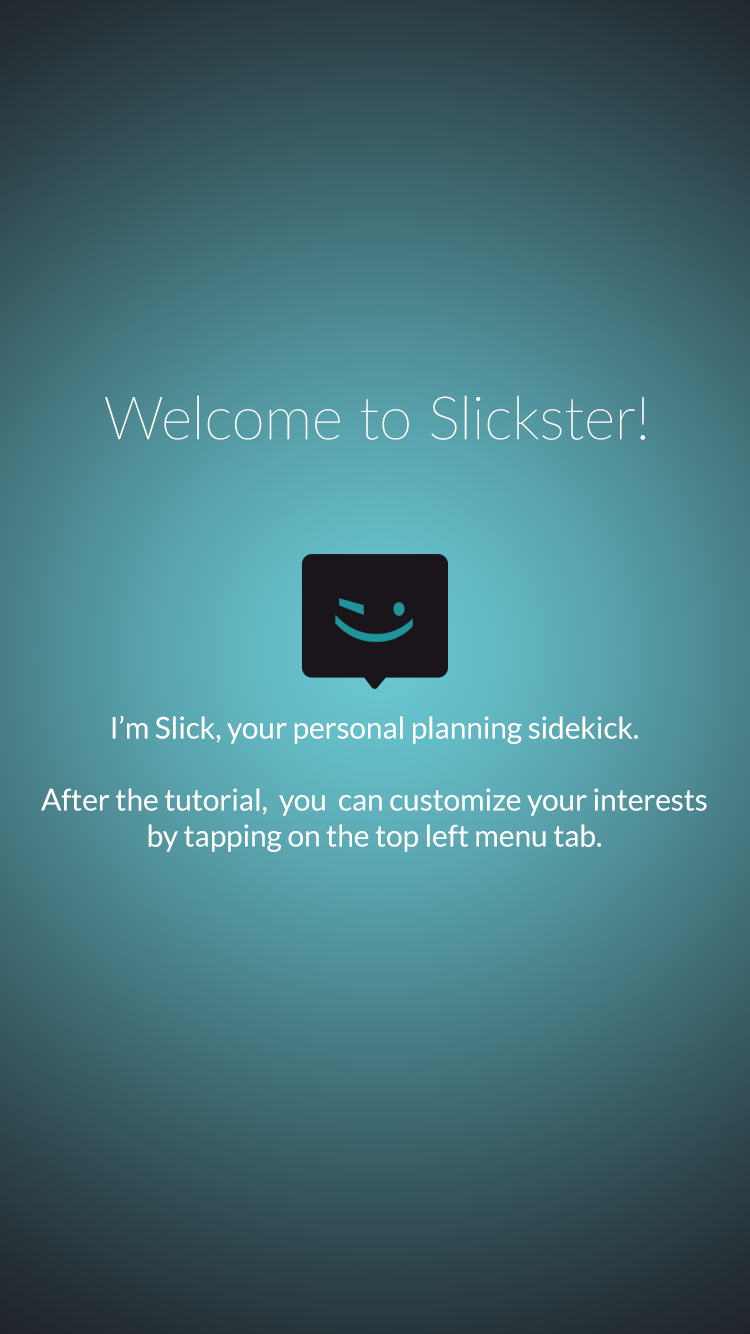 Welcome to Slickster!
I’m Slick, your personal planning sidekick.
After the tutorial,  you  can customize your interests
by tapping on the top left menu tab.